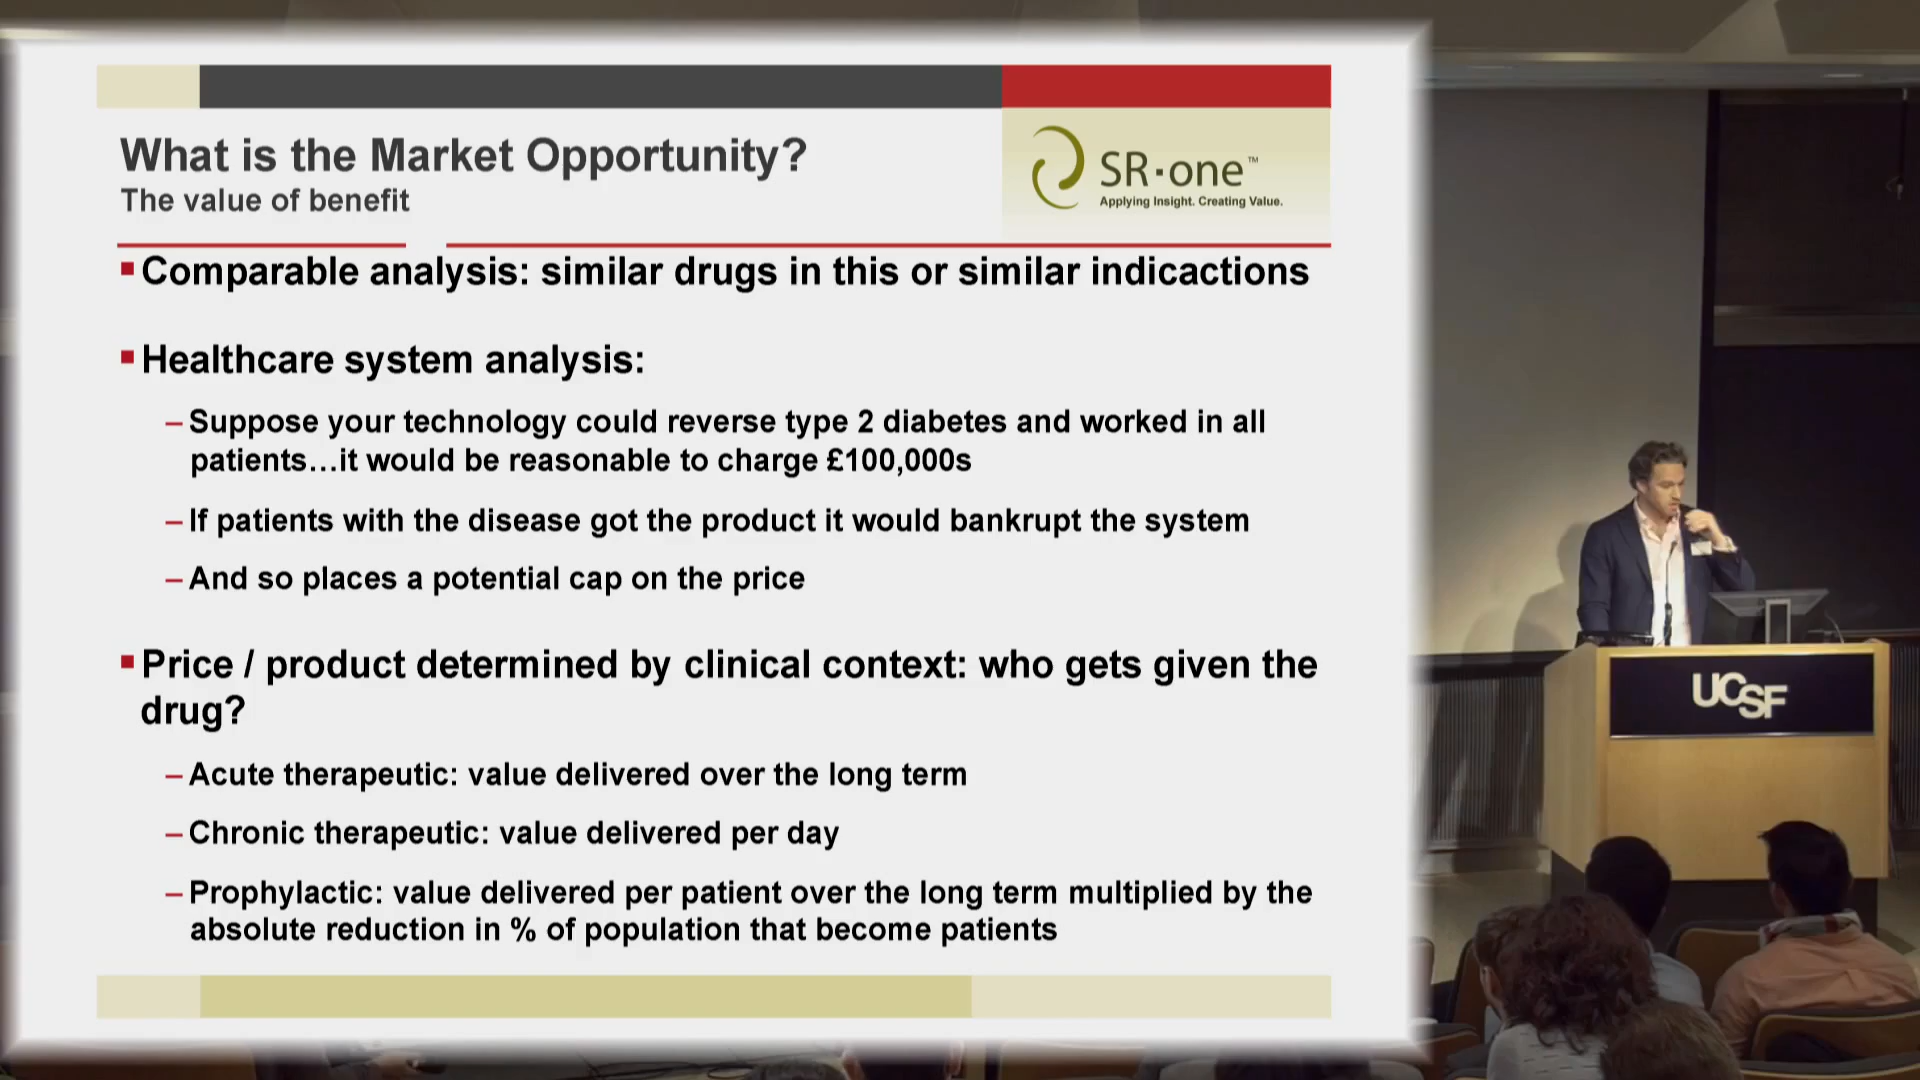 What is the Market Opportunity?
The value of benefit
SR·one™
Applying Insight. Creating Value.
▪Comparable analysis: similar drugs in this or similar indicactions
▪Healthcare system analysis:
–Suppose your technology could reverse type 2 diabetes and worked in all
patients…it would be reasonable to charge £100,000s
–If patients with the disease got the product it would bankrupt the system
–And so places a potential cap on the price
▪Price / product determined by clinical context: who gets given the
drug?
–Acute therapeutic: value delivered over the long term
–Chronic therapeutic: value delivered per day
–Prophylactic: value delivered per patient over the long term multiplied by the
absolute reduction in % of population that become patients
UCSF